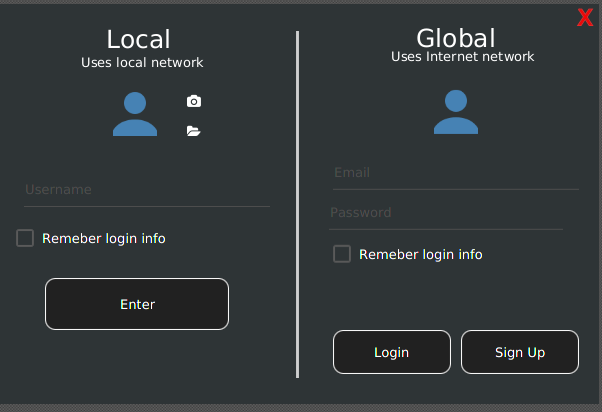 X
Local
Uses local network
Username
Remeber login info
Enter
Global
Uses Internet network
Email
Password
Remeber login info
Login
Sign Up